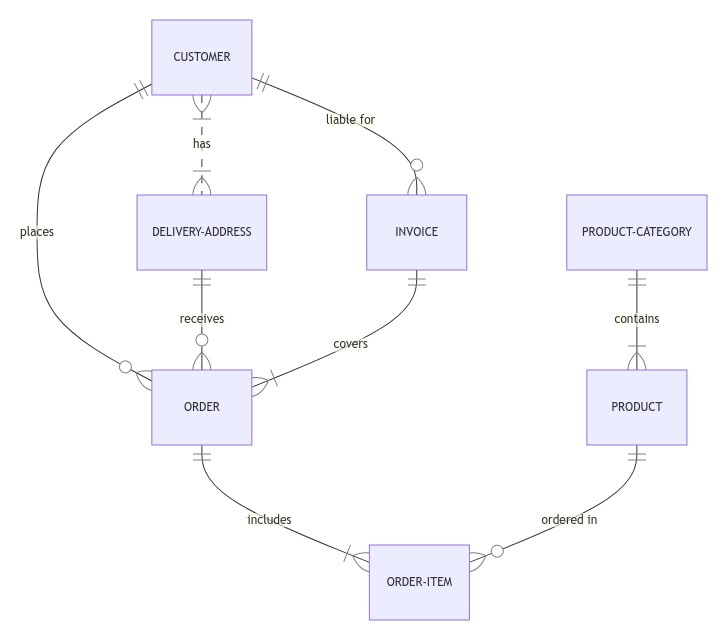 CUSTOMER
liable for
has
places
DELIVERY-ADDRESS
INVOICE
PRODUCT-CATEGORY
receives
contains
covers
ORDER
PRODUCT
includes
ordered in
ORDER-ITEM